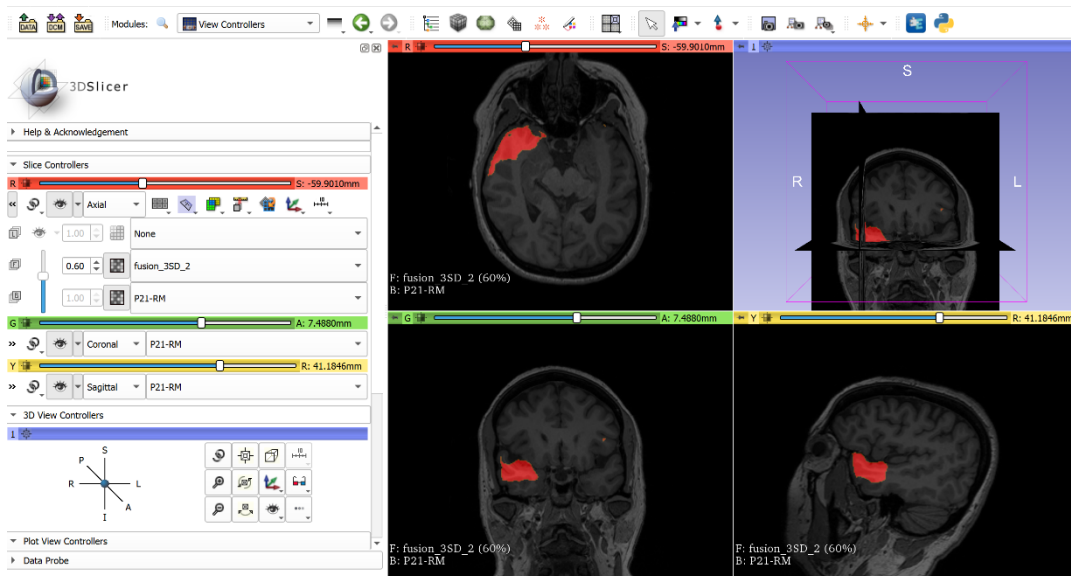 DATA
DCM
SAVE
Modules:
View Controllers
3DSlicer
Help & Acknowledgement
Slice Controllers
R
S: -59.9010mm
Axial
L
1.00
None
F
0.60
fusion_3SD_2
B
1.00
P21-RM
G
A: 7.4880mm
Coronal
P21-RM
Y
R: 41.1846mm
Sagittal
P21-RM
3D View Controllers
1
S
P
R
L
A
I
Plot View Controllers
Data Probe
R
S: -59.9010mm
F: fusion_3SD_2 (60%)
B: P21-RM
1
S
R
L
G
A: 7.4880mm
F: fusion_3SD_2 (60%)
B: P21-RM
Y
R: 41.1846mm
F: fusion_3SD_2 (60%)
B: P21-RM